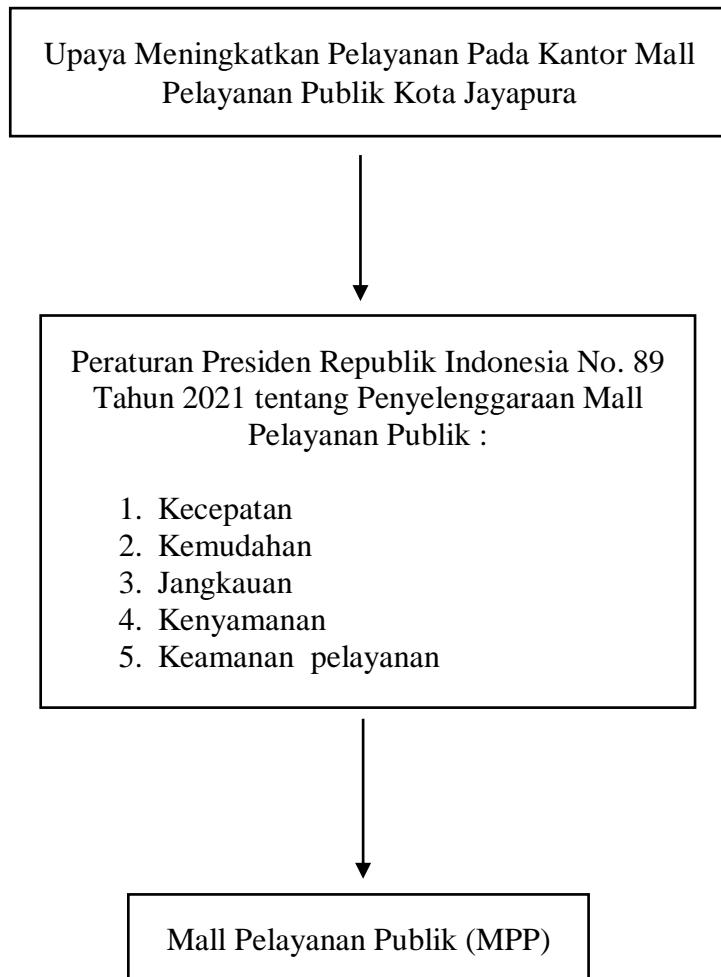 Upaya Meningkatkan Pelayanan Pada Kantor Mall
Pelayanan Publik Kota Jayapura
Peraturan Presiden Republik Indonesia No. 89
Tahun 2021 tentang Penyelenggaraan Mall
Pelayanan Publik :
1. Kecepatan
2. Kemudahan
3. Jangkauan
4. Kenyamanan
5. Keamanan pelayanan
Mall Pelayanan Publik (MPP)